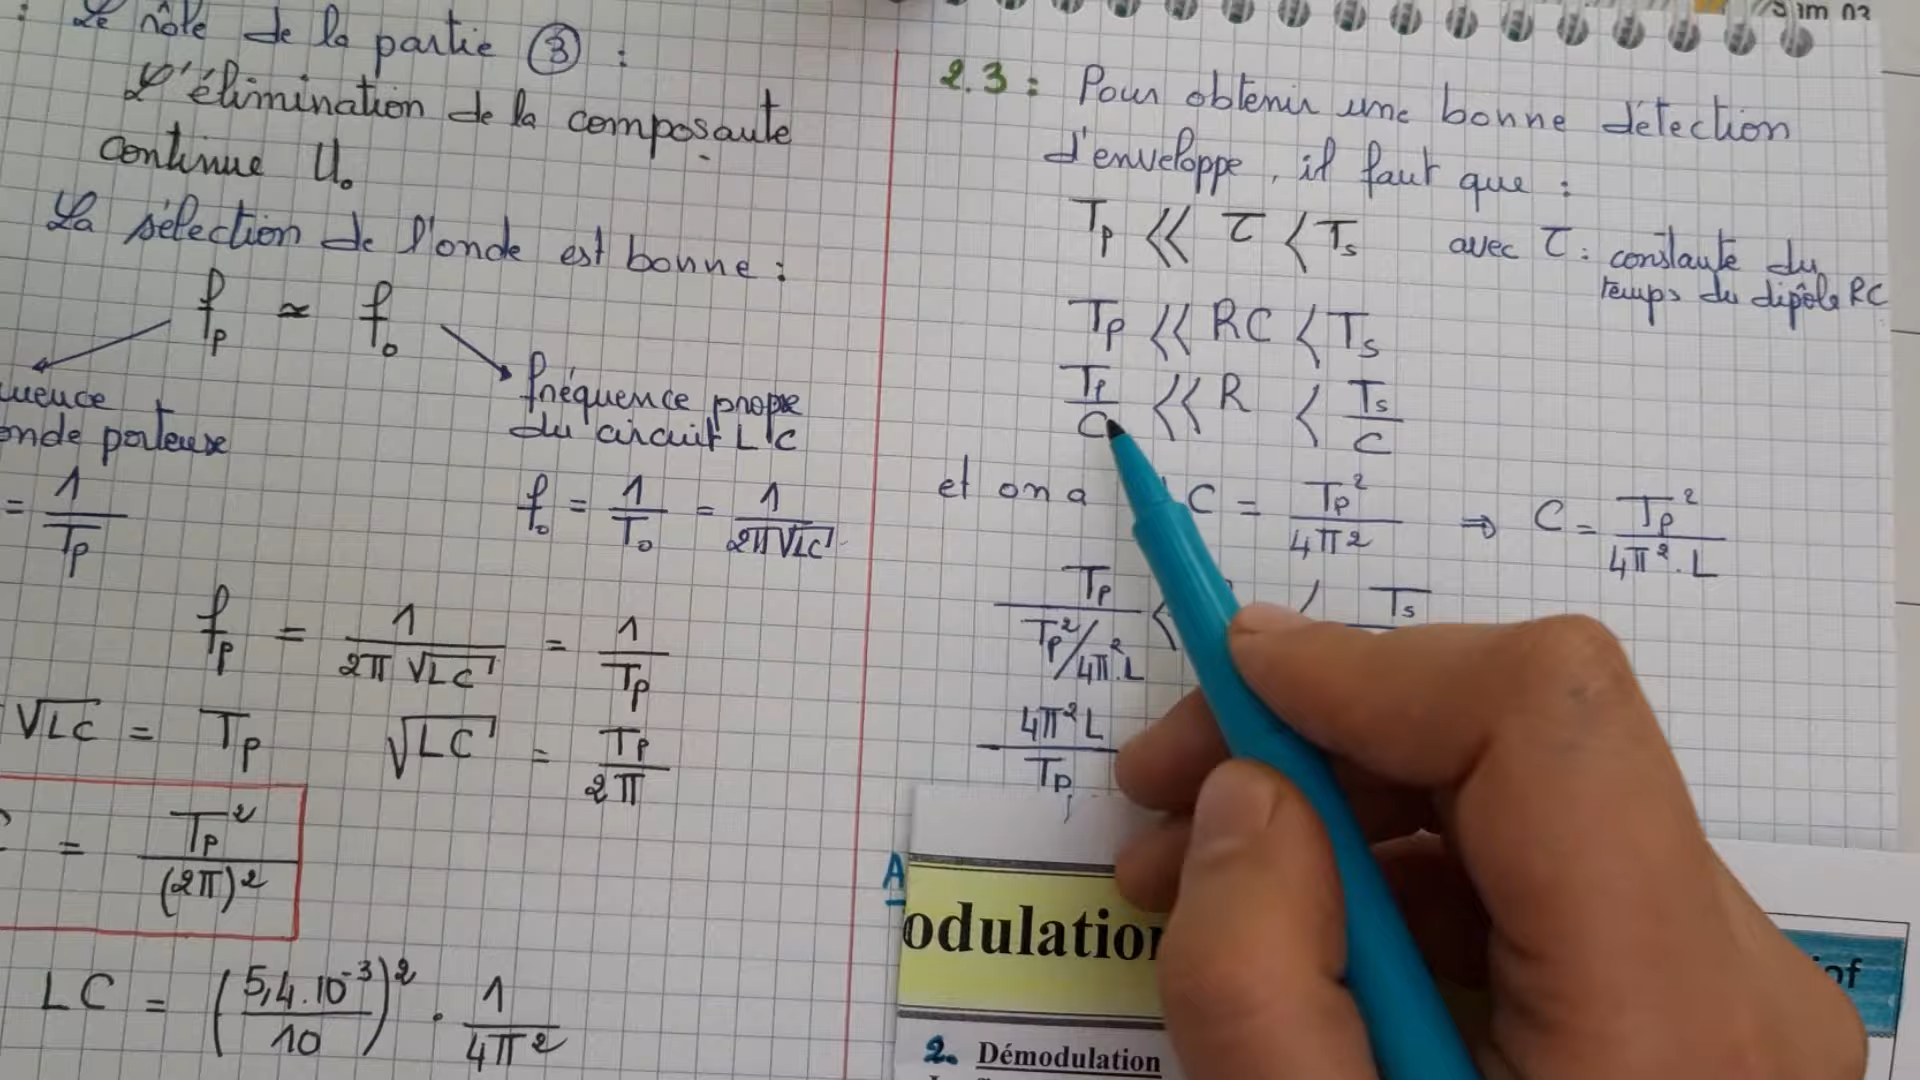 : Le rôle de la partie ③ :
L'élimination de la composante
continue U₀
La sélection de l'onde est bonne :
fp ≃ f₀
uence
onde porteuse
fréquence propre
du circuit LC
= 1/Tp
f₀ = 1/T₀ = 1/(2π√LC)
fp = 1/(2π√LC) = 1/Tp
√LC = Tp
√LC = Tp/2π
= Tp²/(2π)²
LC = (5,4.10⁻³/10)² . 1/4π²
2.3 : Pour obtenir une bonne détection
d'enveloppe, il faut que :
Tp << τ < Ts avec τ : constante du
temps du dipôle RC
Tp << RC < Ts
Tp/C << R < Ts/C
et on a LC = Tp²/4π² ⇒ C = Tp²/(4π².L)
Tp/(Tp²/4π².L) < Ts
4π²L/Tp
A
odulation
2. Démodulation